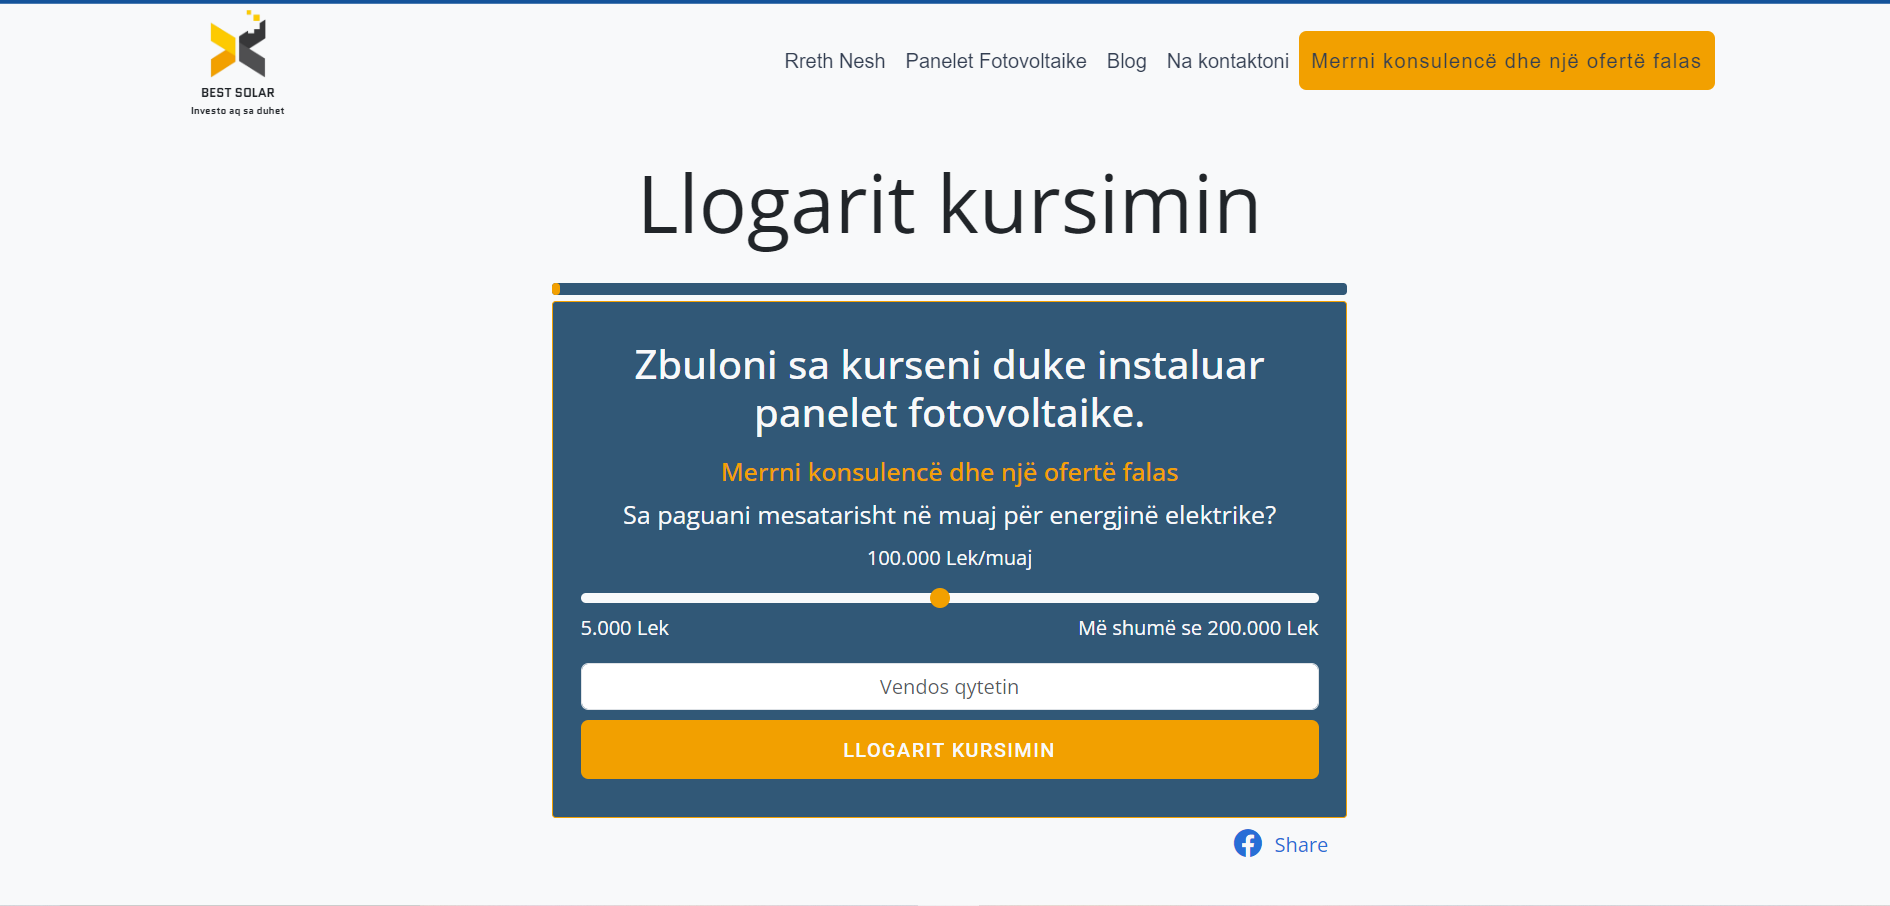 BEST SOLAR
Investo aq sa duhet
Rreth Nesh
Panelet Fotovoltaike
Blog
Na kontaktoni
Merrni konsulencë dhe një ofertë falas
Llogarit kursimin
Zbuloni sa kurseni duke instaluar
panelet fotovoltaike.
Merrni konsulencë dhe një ofertë falas
Sa paguani mesatarisht në muaj për energjinë elektrike?
100.000 Lek/muaj
5.000 Lek
Më shumë se 200.000 Lek
Vendos qytetin
LLOGARIT KURSIMIN
Share